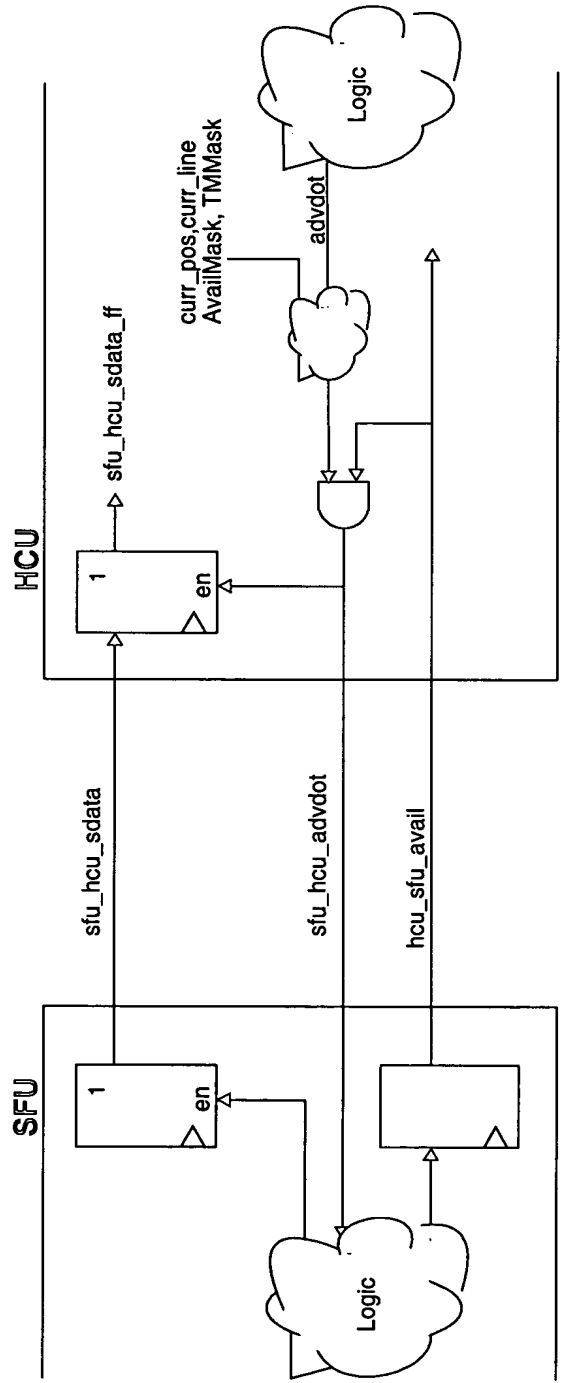 SFU
HCU
1
en
sfu_hcu_sdata
1
en
sfu_hcu_sdata_ff
curr_pos,curr_line
AvailMask, TMMask
sfu_hcu_advdot
advdot
Logic
Logic
hcu_sfu_avail